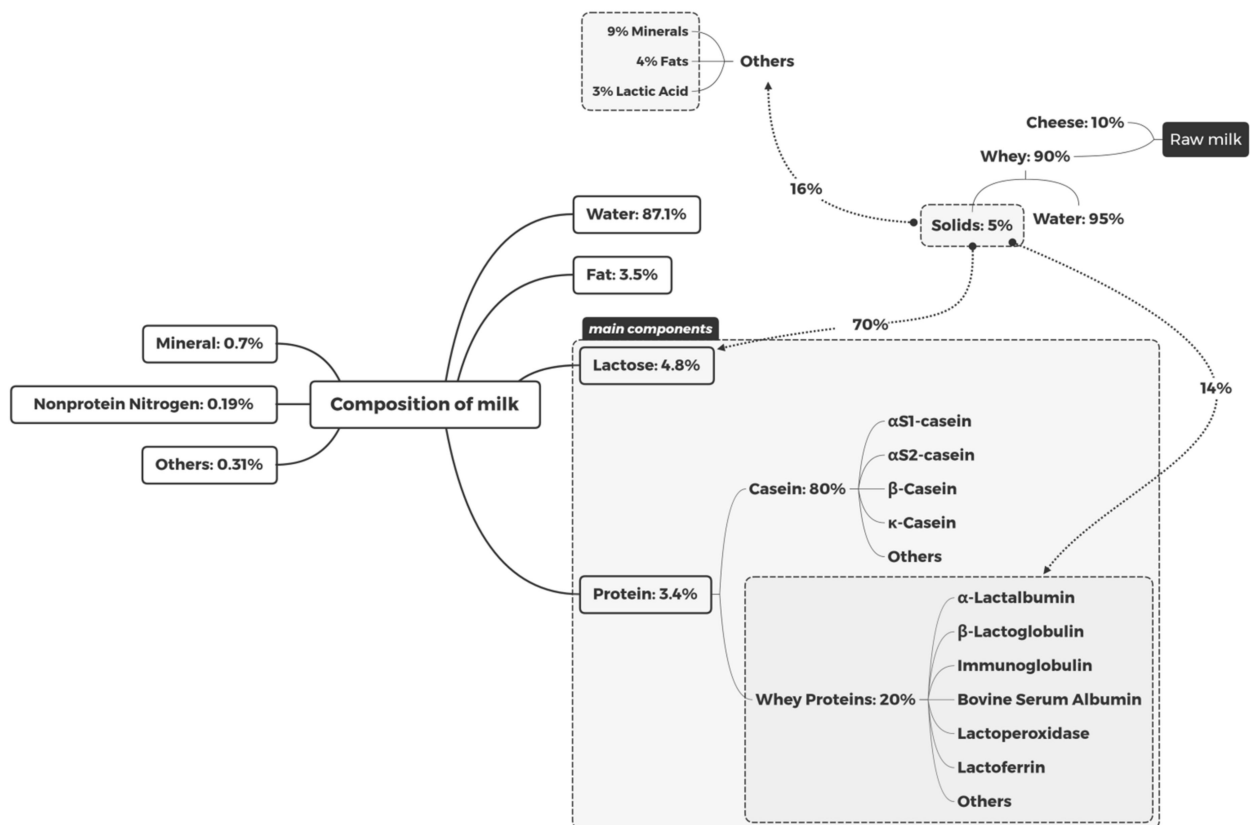 9% Minerals
4% Fats
3% Lactic Acid
Others
Cheese: 10%
Raw milk
Whey: 90%
16%
Solids: 5%
Water: 95%
Water: 87.1%
Fat: 3.5%
70%
main components
Lactose: 4.8%
14%
Mineral: 0.7%
Nonprotein Nitrogen: 0.19%
Others: 0.31%
Composition of milk
αS1-casein
αS2-casein
Casein: 80%
β-Casein
κ-Casein
Others
Protein: 3.4%
α-Lactalbumin
β-Lactoglobulin
Immunoglobulin
Whey Proteins: 20%
Bovine Serum Albumin
Lactoperoxidase
Lactoferrin
Others